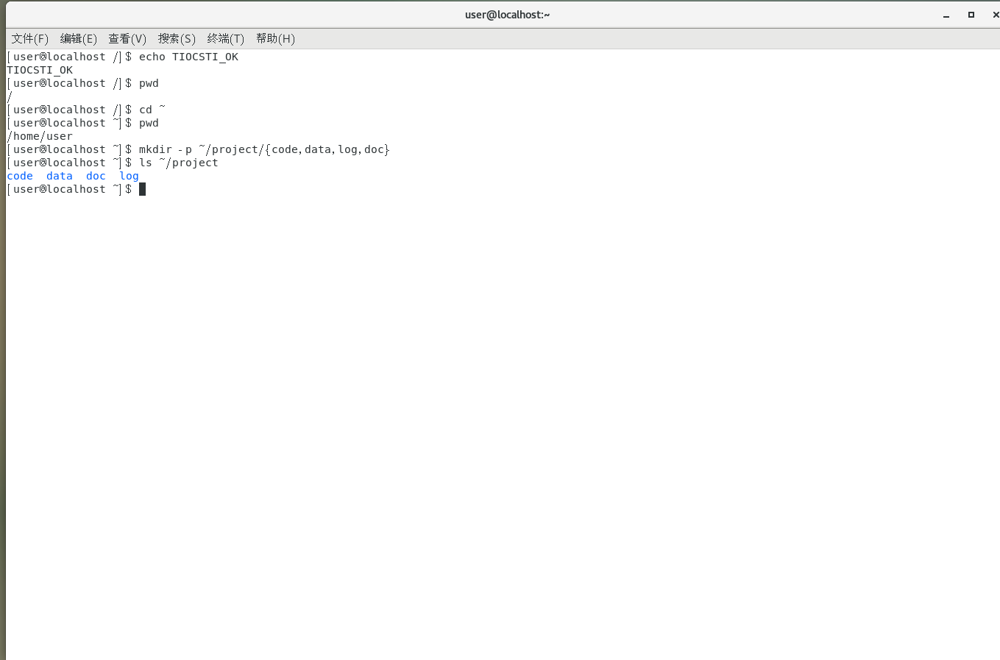 user@localhost:~
文件(F) 编辑(E) 查看(V) 搜索(S) 终端(T) 帮助(H)
[user@localhost /]$ echo TIOCSTI_OK
TIOCSTI_OK
[user@localhost /]$ pwd
/
[user@localhost /]$ cd ~
[user@localhost ~]$ pwd
/home/user
[user@localhost ~]$ mkdir -p ~/project/{code,data,log,doc}
[user@localhost ~]$ ls ~/project
code  data  doc  log
[user@localhost ~]$